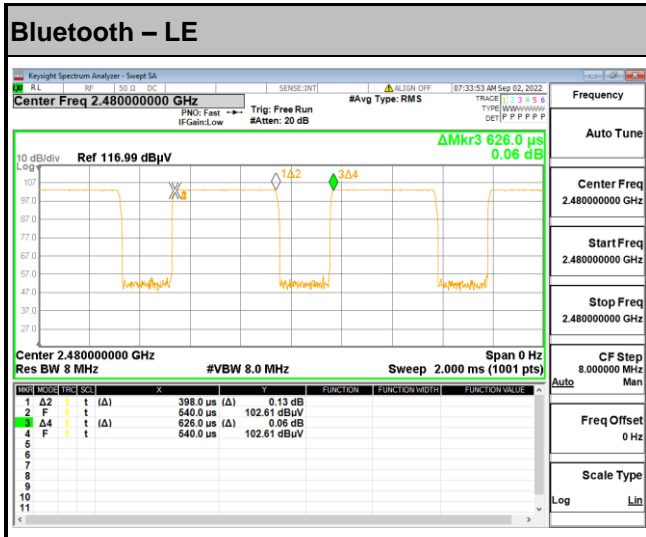 Bluetooth – LE
Keysight Spectrum Analyzer - Swept SA
RL RF 50 Ω DC SENSE:INT ALIGN OFF 07:33:53 AM Sep 02, 2022
Center Freq 2.480000000 GHz #Avg Type: RMS TRACE 1 2 3 4 5 6
PNO: Fast Trig: Free Run TYPE WWWWWW
IFGain:Low #Atten: 20 dB DET P P P P P P
ΔMkr3 626.0 µs
0.06 dB
10 dB/div Ref 116.99 dBµV
Log
107
97.0
87.0
77.0
67.0
57.0
47.0
37.0
27.0
1Δ2
3Δ4
Center 2.480000000 GHz Span 0 Hz
Res BW 8 MHz #VBW 8.0 MHz Sweep 2.000 ms (1001 pts)
MKR MODE TRC SCL X Y FUNCTION FUNCTION WIDTH FUNCTION VALUE
1 Δ2 1 t (Δ) 398.0 µs (Δ) 0.13 dB
2 F 1 t 540.0 µs 102.61 dBµV
3 Δ4 1 t (Δ) 626.0 µs (Δ) 0.06 dB
4 F 1 t 540.0 µs 102.61 dBµV
5
6
7
8
9
10
11
Frequency
Auto Tune
Center Freq
2.480000000 GHz
Start Freq
2.480000000 GHz
Stop Freq
2.480000000 GHz
CF Step
8.000000 MHz
Auto Man
Freq Offset
0 Hz
Scale Type
Log Lin